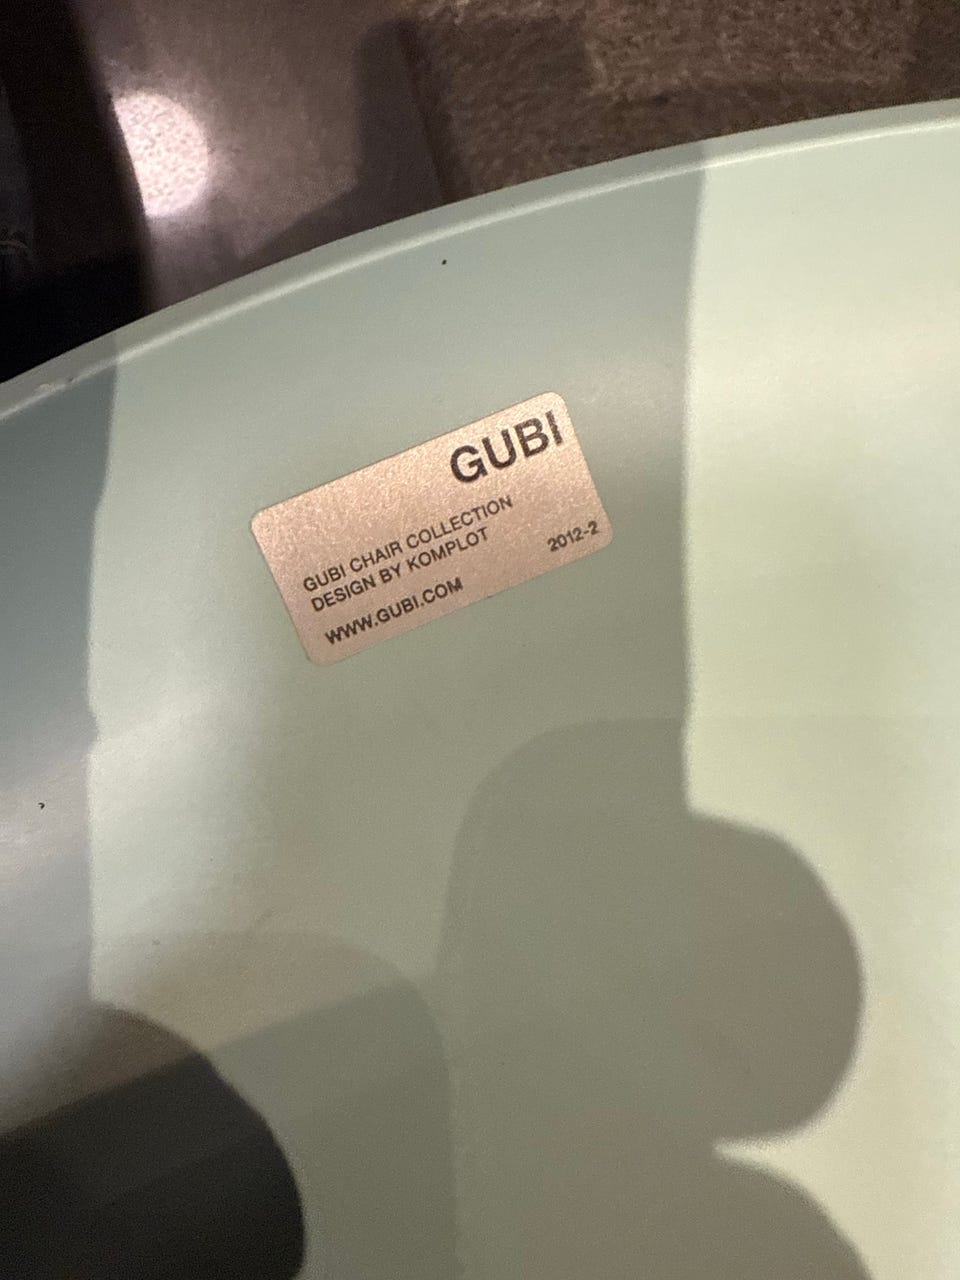 GUBI
GUBI CHAIR COLLECTION
DESIGN BY KOMPLOT
WWW.GUBI.COM
2012-2